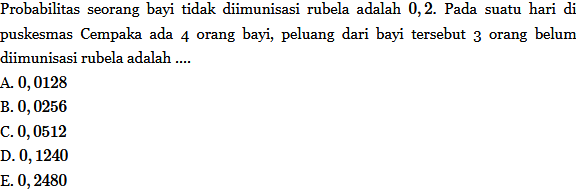 Probabilitas seorang bayi tidak diimunisasi rubela adalah 0, 2. Pada suatu hari di
puskesmas Cempaka ada 4 orang bayi, peluang dari bayi tersebut 3 orang belum
diimunisasi rubela adalah ....
A. 0, 0128
B. 0, 0256
C. 0, 0512
D. 0, 1240
E. 0, 2480